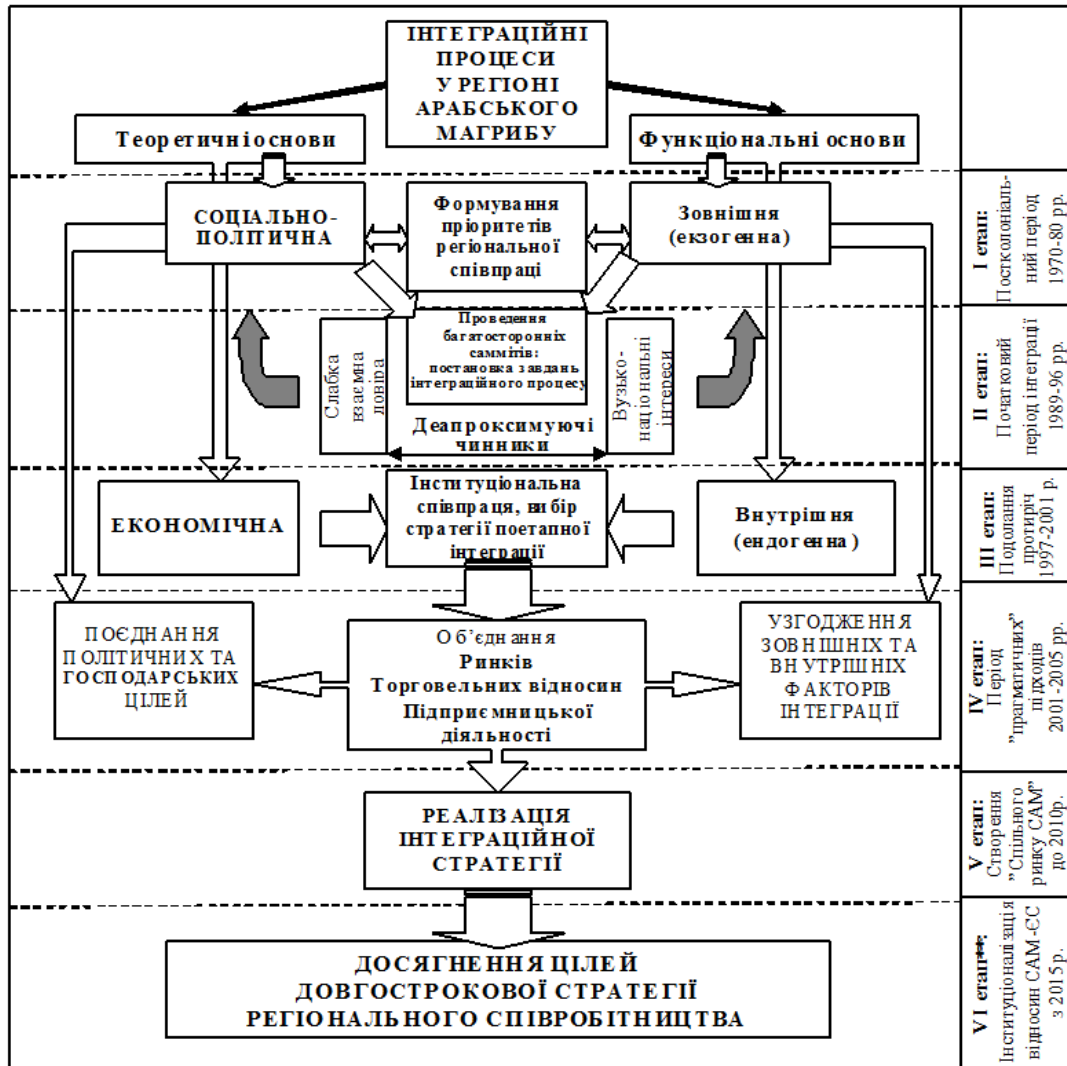 ІНТЕГРАЦІЙНІ
ПРОЦЕСИ
У РЕГІОНІ
АРАБСЬКОГО
МАГРИБУ
Теоретичні основи
Функціональні основи
СОЦІАЛЬНО-
ПОЛІТИЧНА
Формування
пріоритетів
регіональної
співпраці
Зовнішня
(екзогенна)
І етап:
Постколоніаль-
ний період
1970-80 рр.
Слабка
взаємна
довіра
Проведення
багатосторонніх
саммітів:
постановка завдань
інтеграційного процесу
Вузько-
національні
інтереси
Деапроксимуючі
чинники
ІІ етап:
Початковий
період інтеграції
1989-96 рр.
ЕКОНОМІЧНА
Інституціональна
співпраця, вибір
стратегії поетапної
інтеграції
Внутрішня
(ендогенна)
ІІІ етап:
Подолання
протиріч
1997-2001 р.
ПОЄДНАННЯ
ПОЛІТИЧНИХ ТА
ГОСПОДАРСЬКИХ
ЦІЛЕЙ
Об’єднання
Ринків
Торговельних відносин
Підприємницької
діяльності
УЗГОДЖЕННЯ
ЗОВНІШНІХ ТА
ВНУТРІШНІХ
ФАКТОРІВ
ІНТЕГРАЦІЇ
IV етап:
Період
”прагматичних”
підходів
2001-2005 рр.
РЕАЛІЗАЦІЯ
ІНТЕГРАЦІЙНОЇ
СТРАТЕГІЇ
V етап:
Створення
”Спільного
ринку САМ”
до 2010р.
ДОСЯГНЕННЯ ЦІЛЕЙ
ДОВГОСТРОКОВОЇ СТРАТЕГІЇ
РЕГІОНАЛЬНОГО СПІВРОБІТНИЦТВА
VI етап**:
Інституціоналізація
відносин САМ-ЄС
з 2015 р.